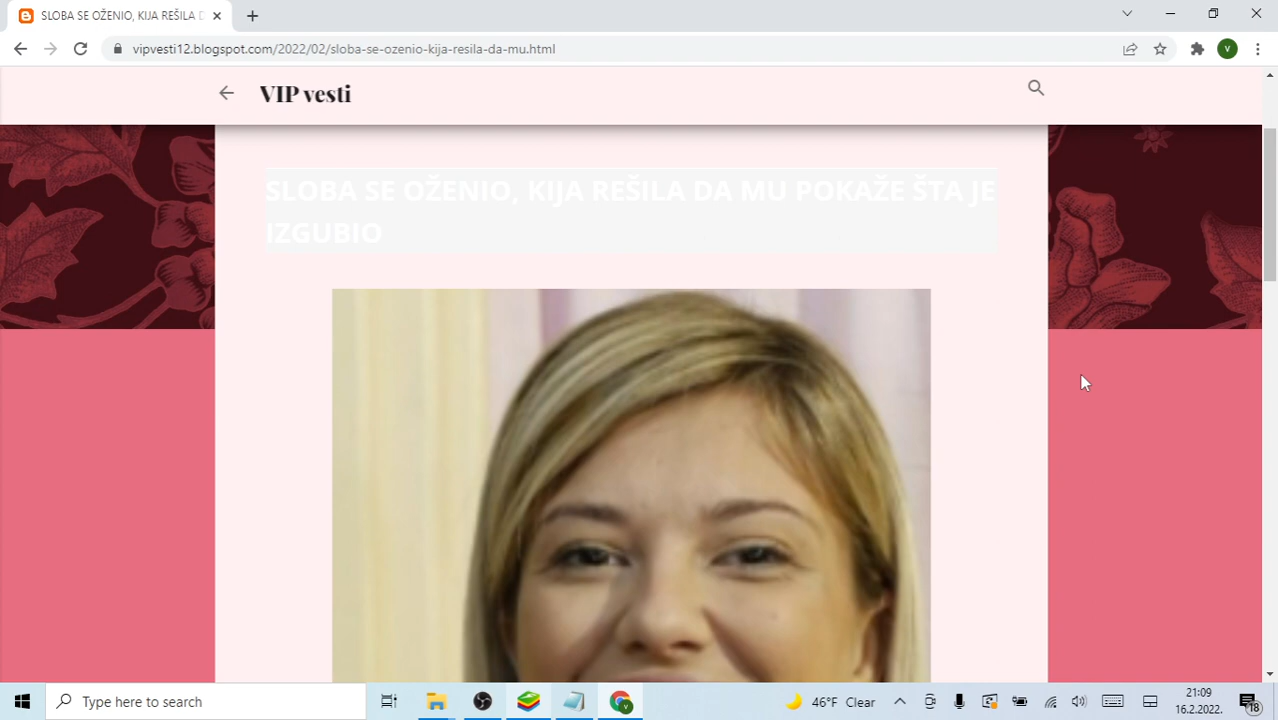 SLOBA SE OŽENIO, KIJA REŠILA D
vipvesti12.blogspot.com/2022/02/sloba-se-ozenio-kija-resila-da-mu.html
V
VIP vesti
SLOBA SE OŽENIO, KIJA REŠILA DA MU POKAŽE ŠTA JE
IZGUBIO
Type here to search
V
46°F Clear
21:09
16.2.2022.
18